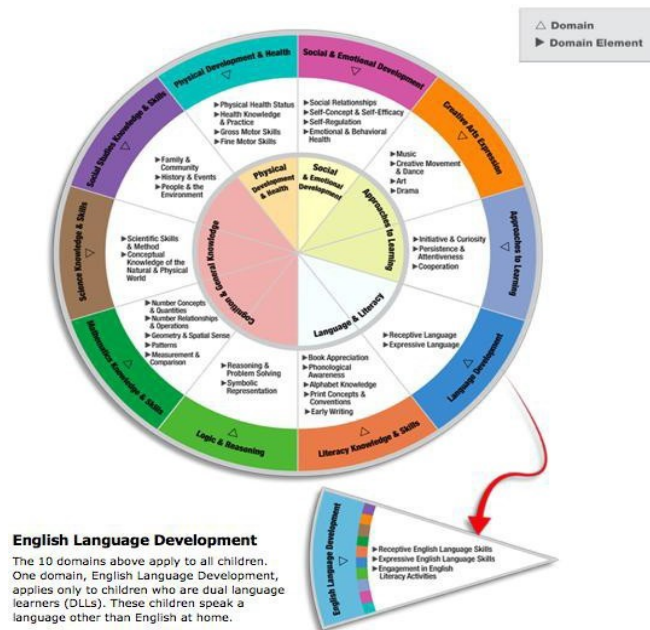 △ Domain
▶ Domain Element
Physical Development & Health
▶ Physical Health Status
▶ Health Knowledge
& Practice
▶ Gross Motor Skills
▶ Fine Motor Skills
Social & Emotional Development
▶ Social Relationships
▶ Self-Concept & Self-Efficacy
▶ Self-Regulation
▶ Emotional & Behavioral
Health
Creative Arts Expression
▶ Music
▶ Creative Movement
& Dance
▶ Art
▶ Drama
Approaches to Learning
▶ Initiative & Curiosity
▶ Persistence &
Attentiveness
▶ Cooperation
Language Development
▶ Receptive Language
▶ Expressive Language
Literacy Knowledge & Skills
▶ Book Appreciation
▶ Phonological
Awareness
▶ Alphabet Knowledge
▶ Print Concepts &
Conventions
▶ Early Writing
Logic & Reasoning
▶ Reasoning &
Problem Solving
▶ Symbolic
Representation
Mathematics Knowledge & Skills
▶ Number Concepts
& Quantities
▶ Number Relationships
& Operations
▶ Geometry & Spatial Sense
▶ Patterns
▶ Measurement &
Comparison
Science Knowledge & Skills
▶ Scientific Skills
& Method
▶ Conceptual
Knowledge of the
Natural & Physical
World
Social Studies Knowledge & Skills
▶ Family &
Community
▶ History & Events
▶ People & the
Environment
Physical
Development
& Health
Social
& Emotional
Development
Approaches to Learning
Language & Literacy
Cognition & General Knowledge
English Language Development
▶ Receptive English Language Skills
▶ Expressive English Language Skills
▶ Engagement in English
Literacy Activities
English Language Development
The 10 domains above apply to all children.
One domain, English Language Development,
applies only to children who are dual language
learners (DLLs). These children speak a
language other than English at home.